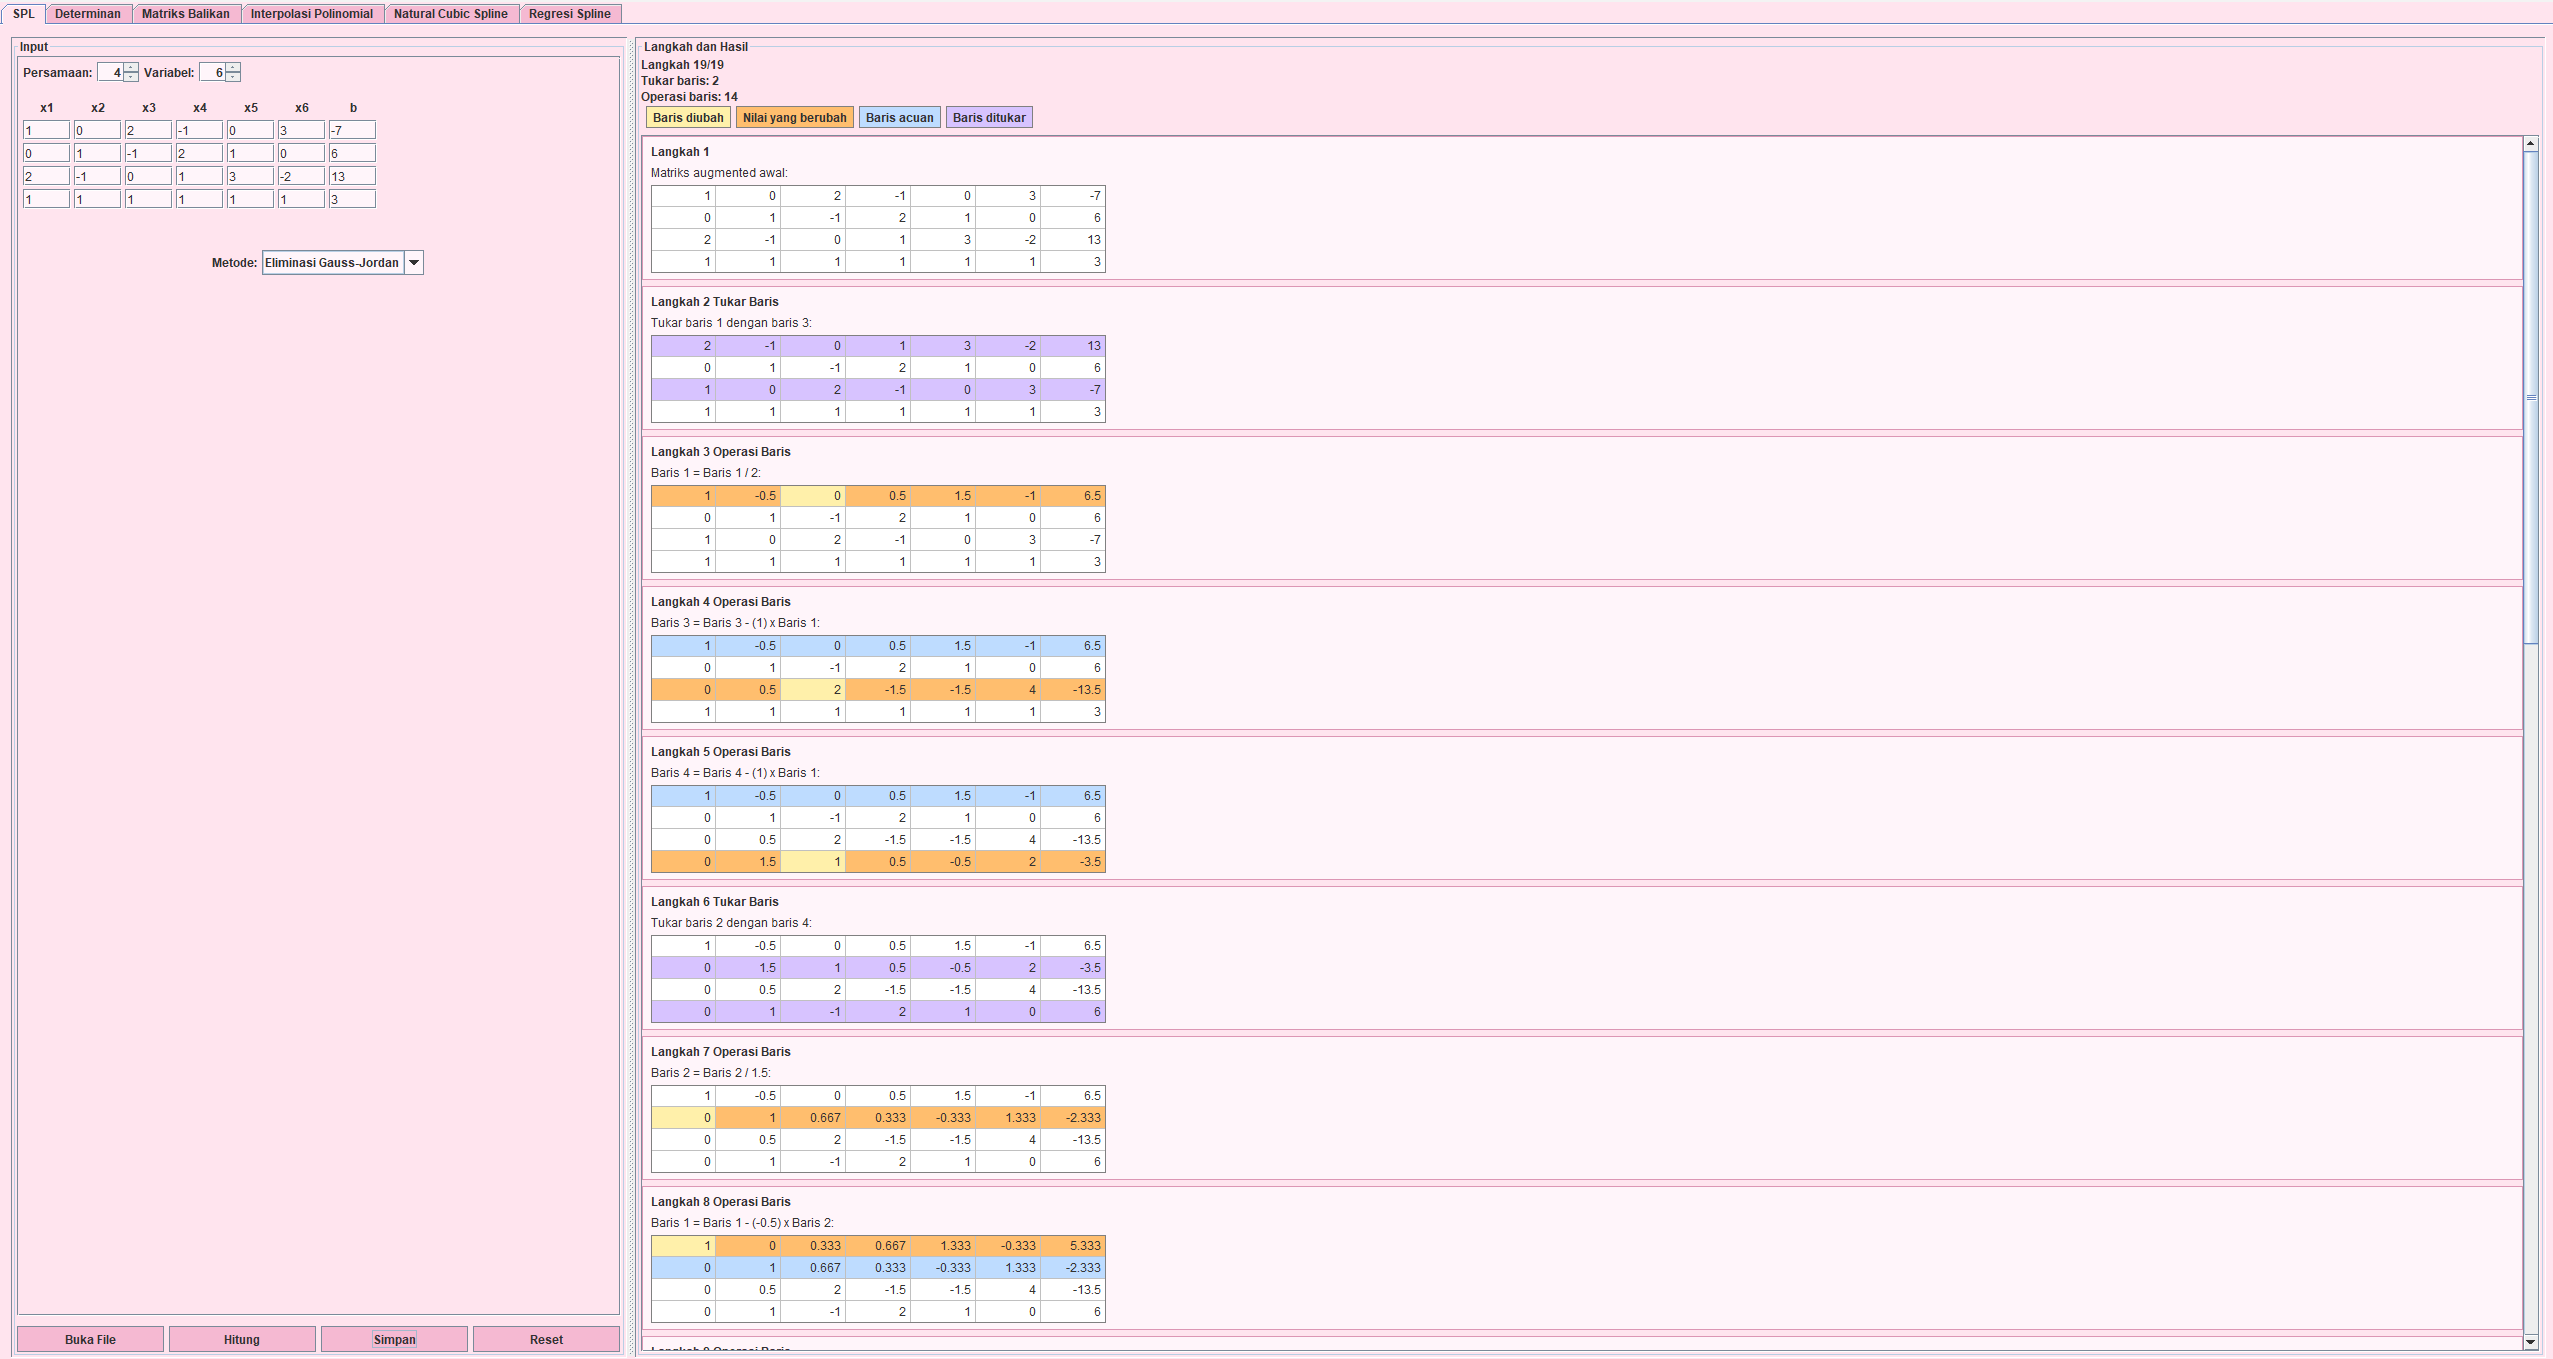 SPL Determinan Matriks Balikan Interpolasi Polinomial Natural Cubic Spline Regresi Spline
Input
Persamaan: 4 Variabel: 6
x1 x2 x3 x4 x5 x6 b
1 0 2 -1 0 3 -7
0 1 -1 2 1 0 6
2 -1 0 1 3 -2 13
1 1 1 1 1 1 3
Metode: Eliminasi Gauss-Jordan
Buka File Hitung Simpan Reset
Langkah dan Hasil
Langkah 19/19
Tukar baris: 2
Operasi baris: 14
Baris diubah Nilai yang berubah Baris acuan Baris ditukar
Langkah 1
Matriks augmented awal:
1 0 2 -1 0 3 -7
0 1 -1 2 1 0 6
2 -1 0 1 3 -2 13
1 1 1 1 1 1 3
Langkah 2 Tukar Baris
Tukar baris 1 dengan baris 3:
2 -1 0 1 3 -2 13
0 1 -1 2 1 0 6
1 0 2 -1 0 3 -7
1 1 1 1 1 1 3
Langkah 3 Operasi Baris
Baris 1 = Baris 1 / 2:
1 -0.5 0 0.5 1.5 -1 6.5
0 1 -1 2 1 0 6
1 0 2 -1 0 3 -7
1 1 1 1 1 1 3
Langkah 4 Operasi Baris
Baris 3 = Baris 3 - (1) x Baris 1:
1 -0.5 0 0.5 1.5 -1 6.5
0 1 -1 2 1 0 6
0 0.5 2 -1.5 -1.5 4 -13.5
1 1 1 1 1 1 3
Langkah 5 Operasi Baris
Baris 4 = Baris 4 - (1) x Baris 1:
1 -0.5 0 0.5 1.5 -1 6.5
0 1 -1 2 1 0 6
0 0.5 2 -1.5 -1.5 4 -13.5
0 1.5 1 0.5 -0.5 2 -3.5
Langkah 6 Tukar Baris
Tukar baris 2 dengan baris 4:
1 -0.5 0 0.5 1.5 -1 6.5
0 1.5 1 0.5 -0.5 2 -3.5
0 0.5 2 -1.5 -1.5 4 -13.5
0 1 -1 2 1 0 6
Langkah 7 Operasi Baris
Baris 2 = Baris 2 / 1.5:
1 -0.5 0 0.5 1.5 -1 6.5
0 1 0.667 0.333 -0.333 1.333 -2.333
0 0.5 2 -1.5 -1.5 4 -13.5
0 1 -1 2 1 0 6
Langkah 8 Operasi Baris
Baris 1 = Baris 1 - (-0.5) x Baris 2:
1 0 0.333 0.667 1.333 -0.333 5.333
0 1 0.667 0.333 -0.333 1.333 -2.333
0 0.5 2 -1.5 -1.5 4 -13.5
0 1 -1 2 1 0 6